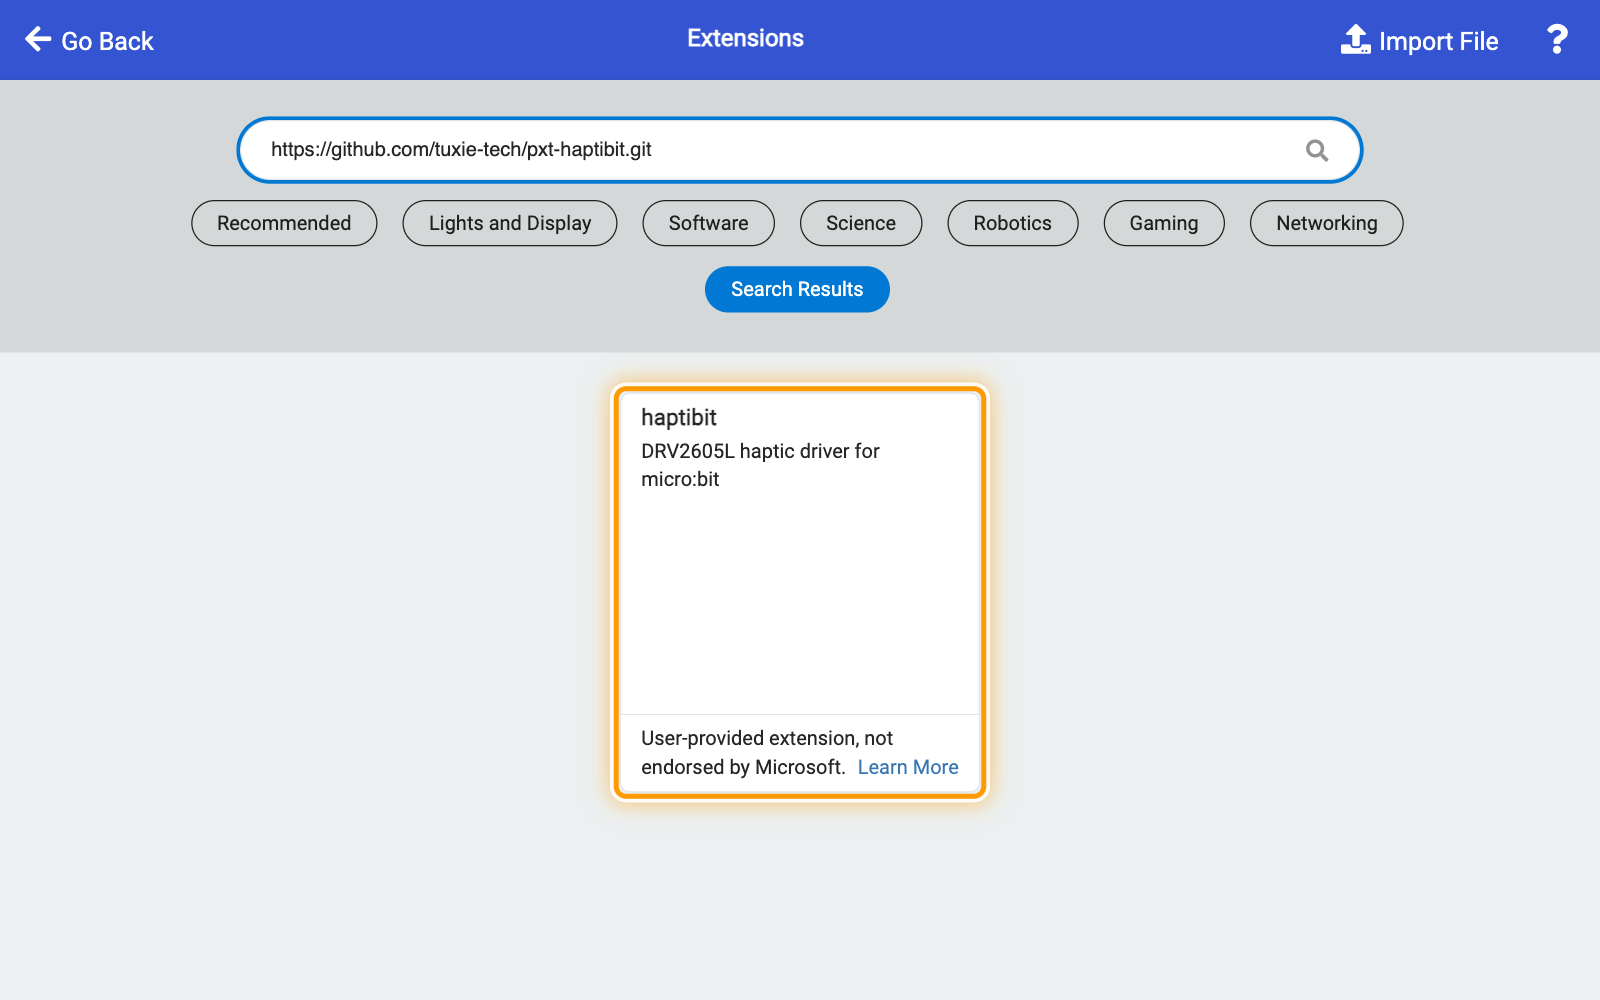 Go Back
Extensions
Import File
?
https://github.com/tuxie-tech/pxt-haptibit.git
Recommended
Lights and Display
Software
Science
Robotics
Gaming
Networking
Search Results
haptibit
DRV2605L haptic driver for
micro:bit
User-provided extension, not
endorsed by Microsoft. Learn More